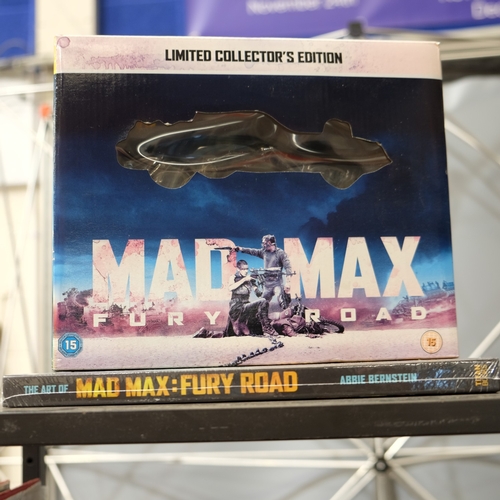 LIMITED COLLECTOR'S EDITION
MAD MAX
FURY ROAD
15
15
THE ART OF MAD MAX: FURY ROAD ABBIE BERNSTEIN